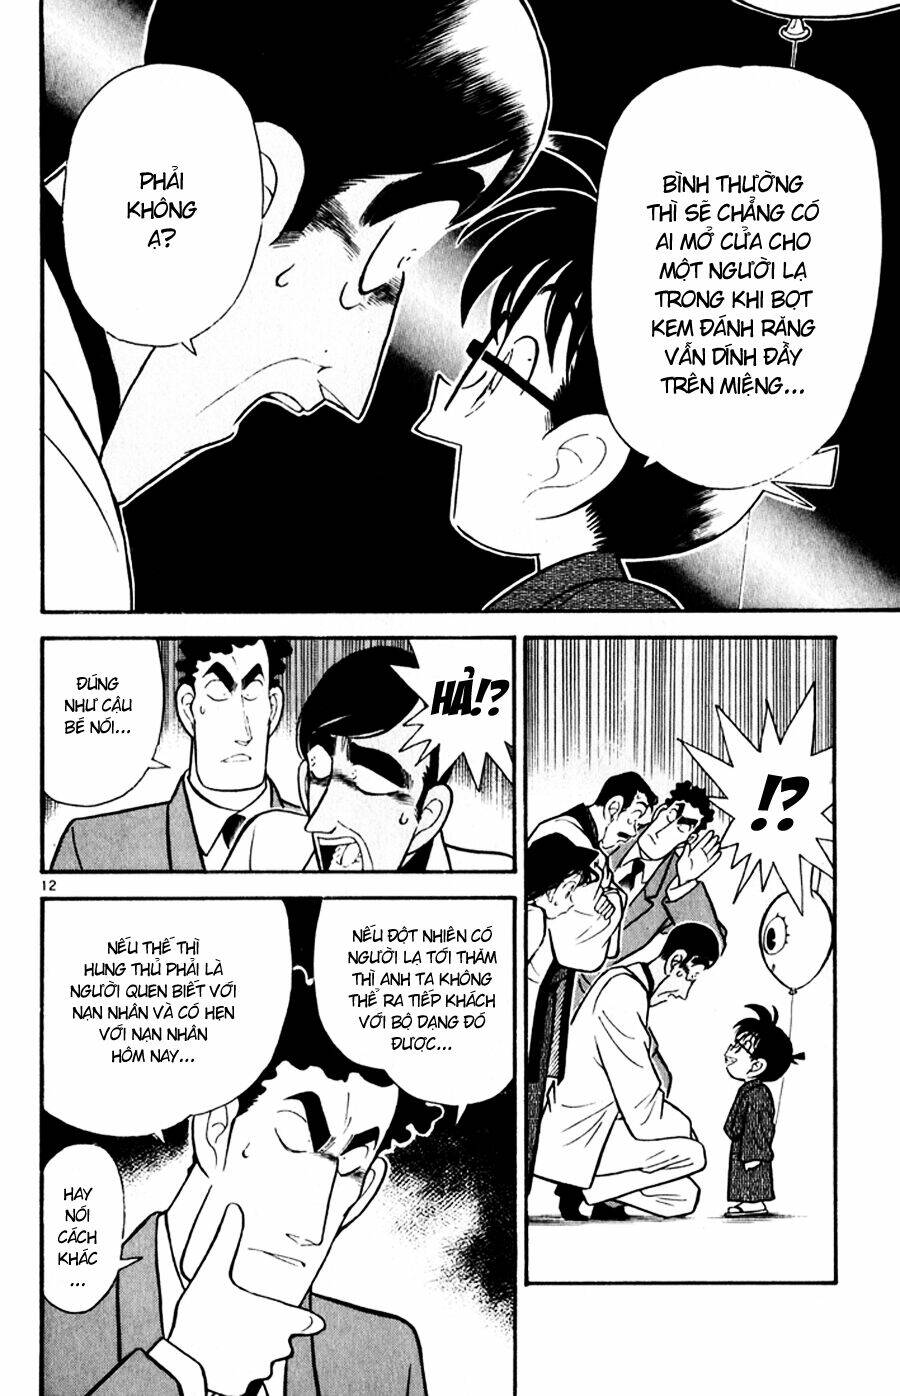 BÌNH THƯỜNG
THÌ SẼ CHẲNG CÓ
AI MỞ CỬA CHO
MỘT NGƯỜI LẠ
TRONG KHI BỌT
KEM ĐÁNH RĂNG
VẪN DÍNH ĐẦY
TRÊN MIỆNG...
PHẢI
KHÔNG
Ạ?
!?
HẢ!?
ĐÚNG
NHƯ CẬU
BÉ NÓI...
12
NẾU ĐỘT NHIÊN CÓ
NGƯỜI LẠ TỚI THĂM
THÌ ANH TA KHÔNG
THỂ RA TIẾP KHÁCH
VỚI BỘ DẠNG ĐÓ
ĐƯỢC...
NẾU THẾ THÌ
HUNG THỦ PHẢI LÀ
NGƯỜI QUEN BIẾT VỚI
NẠN NHÂN VÀ CÓ HẸN
VỚI NẠN NHÂN
HÔM NAY...
HAY
NÓI
CÁCH
KHÁC
...